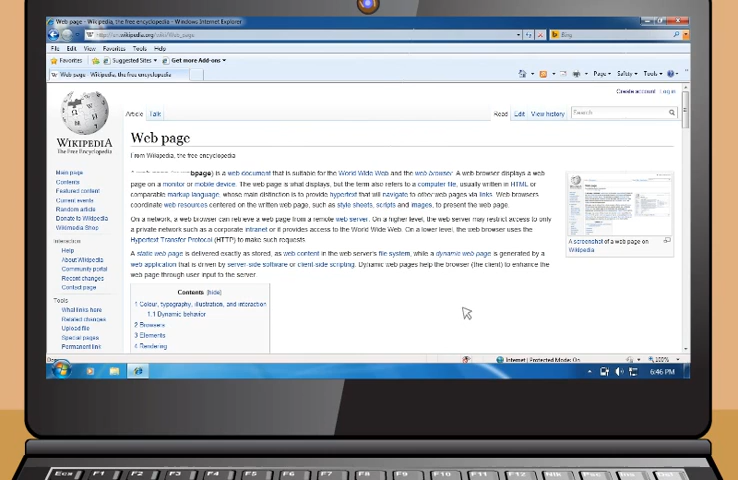 Web page - Wikipedia, the free encyclopedia - Windows Internet Explorer
Bing
File Edit View Favorites Tools Help
Favorites Suggested Sites Get more Add-ons
Web page - Wikipedia, the free encyclopedia
Page Safety Tools
Create account Log in
Article Talk Read Edit View history Search
WIKIPEDIA
The Free Encyclopedia
Web page
From Wikipedia, the free encyclopedia
webpage) is a web document that is suitable for the World Wide Web and the web browser. A web browser displays a web
page on a monitor or mobile device. The web page is what displays, but the term also refers to a computer file, usually written in HTML or
comparable markup language, whose main distinction is to provide hypertext that will navigate to other web pages via links. Web browsers
coordinate web resources centered on the written web page, such as style sheets, scripts and images, to present the web page.
On a network, a web browser can retrieve a web page from a remote web server. On a higher level, the web server may restrict access to only
a private network such as a corporate intranet or it provides access to the World Wide Web. On a lower level, the web browser uses the
Hypertext Transfer Protocol (HTTP) to make such requests
A static web page is delivered exactly as stored, as web content in the web server's file system, while a dynamic web page is generated by a
web application that is driven by server-side software or client-side scripting. Dynamic web pages help the browser (the client) to enhance the
web page through user input to the server.
A screenshot of a web page on
Wikipedia
Main page
Contents
Featured content
Current events
Random article
Donate to Wikipedia
Wikimedia Shop
Interaction
Help
About Wikipedia
Community portal
Recent changes
Contact page
Tools
What links here
Related changes
Upload file
Special pages
Permanent link
Contents [hide]
1 Colour, typography, illustration, and interaction
1.1 Dynamic behavior
2 Browsers
3 Elements
4 Rendering
Internet | Protected Mode: On 100%
6:46 PM
Esc F1 F2 F3 F4 F5 F6 F7 F8 F9 F10 F11 F12